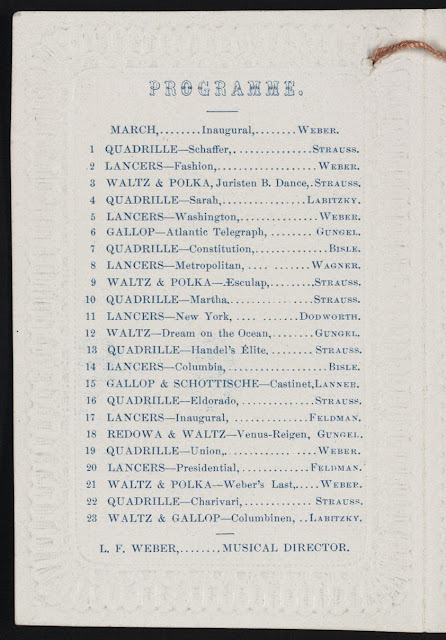 PROGRAMME.
MARCH,........Inaugural,........WEBER.
1 QUADRILLE—Schaffer,...............STRAUSS.
2 LANCERS—Fashion,...................WEBER.
3 WALTZ & POLKA, Juristen B. Dance,.STRAUSS.
4 QUADRILLE—Sarah,................LABITZKY.
5 LANCERS—Washington,...............WEBER.
6 GALLOP—Atlantic Telegraph, ........GUNGEL.
7 QUADRILLE—Constitution,.............BISLE.
8 LANCERS—Metropolitan, .... .......WAGNER.
9 WALTZ & POLKA—Æsculap,.........STRAUSS.
10 QUADRILLE—Martha,................STRAUSS.
11 LANCERS—New York, .... .......DODWORTH.
12 WALTZ—Dream on the Ocean,........GUNGEL.
13 QUADRILLE—Handel's Élite, ........STRAUSS.
14 LANCERS—Columbia, ..................BISLE.
15 GALLOP & SCHOTTISCHE—Castinet,LANNER.
16 QUADRILLE—Eldorado, ..............STRAUSS.
17 LANCERS—Inaugural, ..............FELDMAN.
18 REDOWA & WALTZ—Venus-Reigen, GUNGEL.
19 QUADRILLE—Union,.............. ....WEBER.
20 LANCERS—Presidential,.............FELDMAN.
21 WALTZ & POLKA—Weber's Last,....WEBER.
22 QUADRILLE—Charivari,.............STRAUSS.
23 WALTZ & GALLOP—Columbinen, ..LABITZKY.
L. F. WEBER,........MUSICAL DIRECTOR.